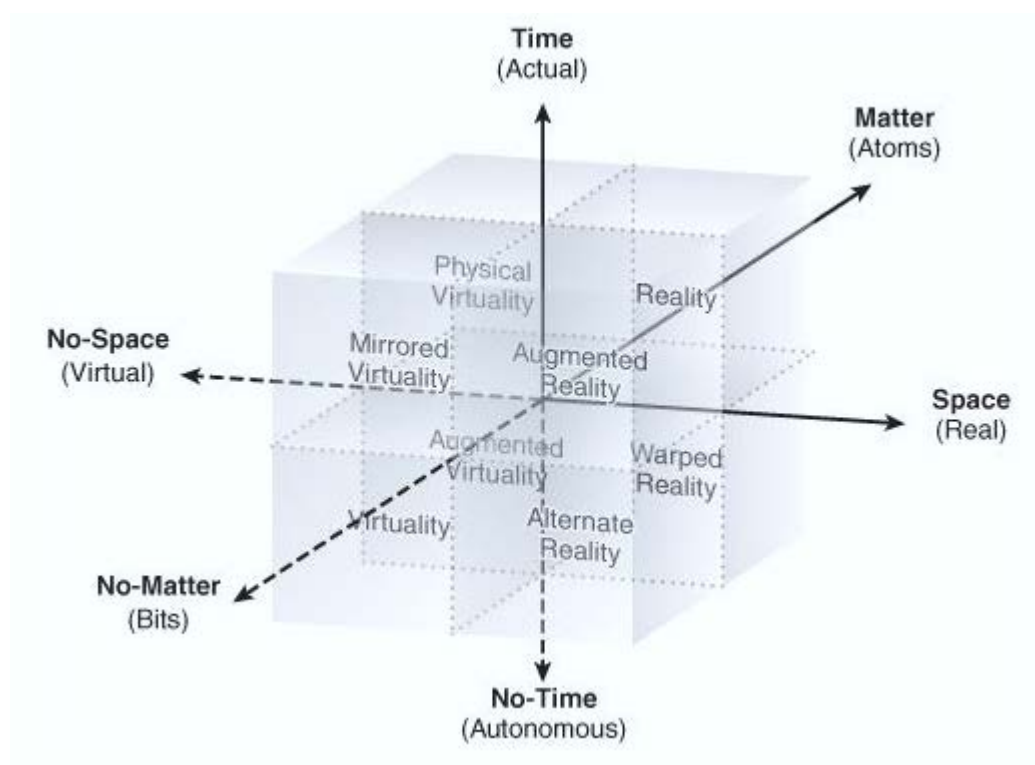 Time
(Actual)
Matter
(Atoms)
Physical
Virtuality
Reality
No-Space
(Virtual)
Mirrored
Virtuality
Augmented
Reality
Space
(Real)
Augmented
Virtuality
Warped
Reality
Virtuality
Alternate
Reality
No-Matter
(Bits)
No-Time
(Autonomous)